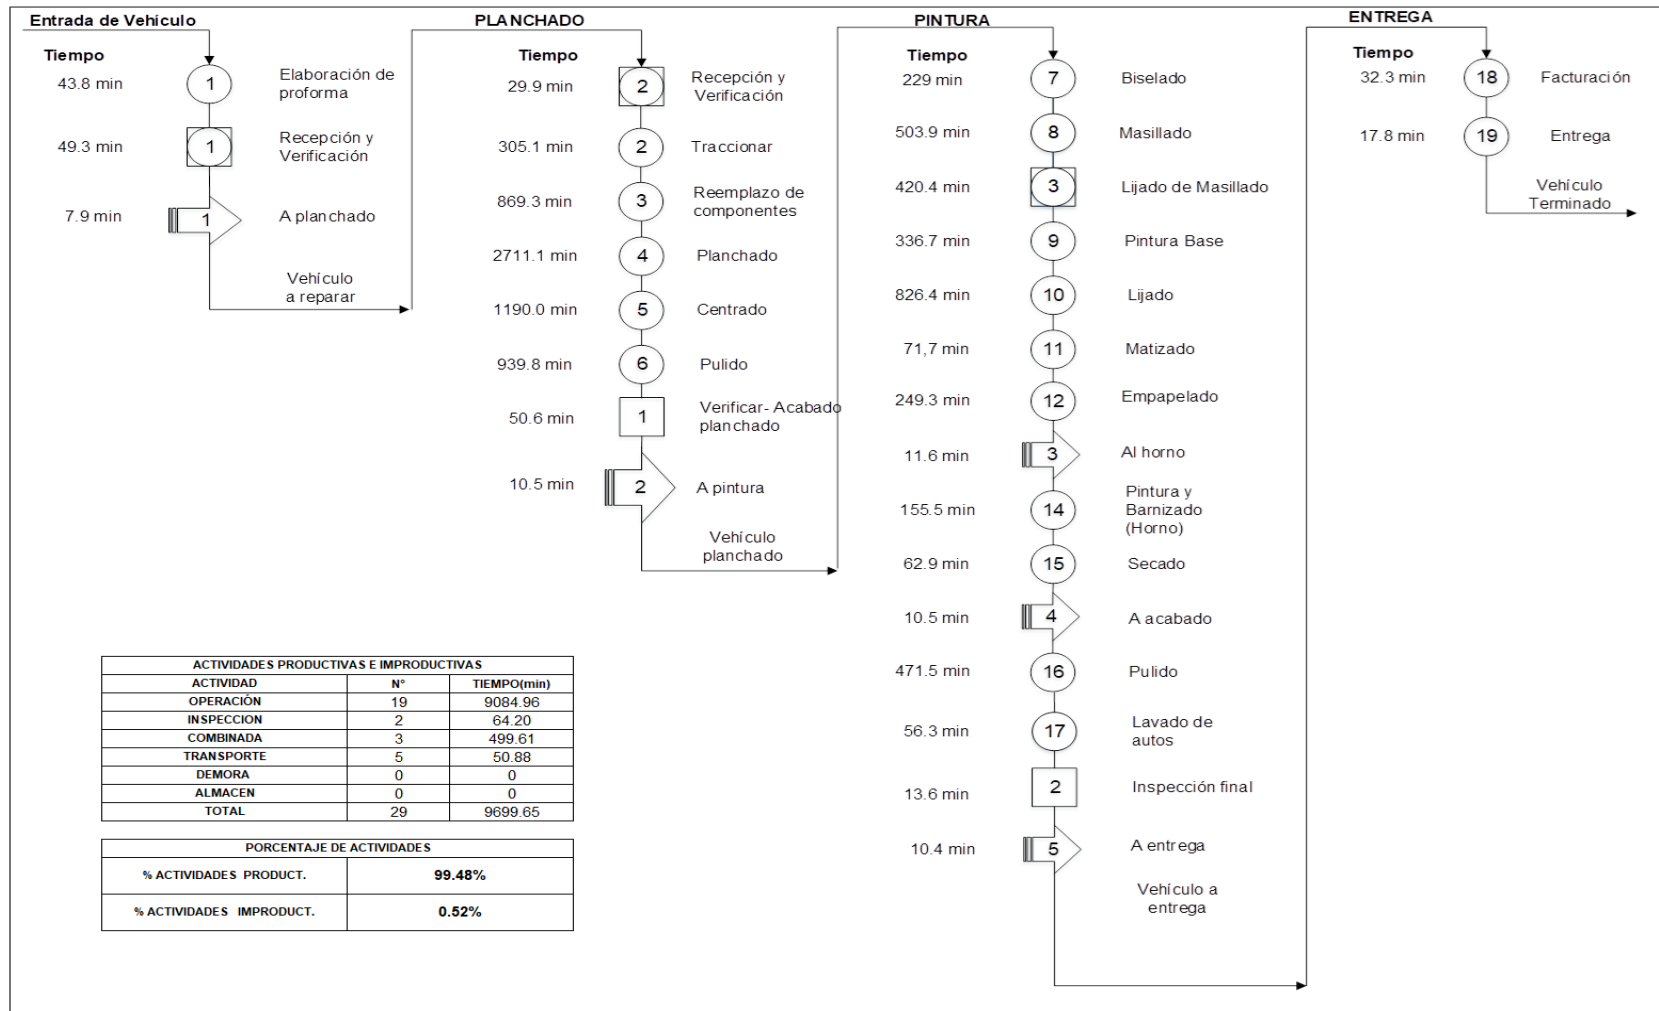 Entrada de Vehículo
Tiempo
43.8 min
1
Elaboración de
proforma
49.3 min
1
Recepción y
Verificación
7.9 min
1
A planchado
Vehículo
a reparar
PLANCHADO
Tiempo
29.9 min
2
Recepción y
Verificación
305.1 min
2
Traccionar
869.3 min
3
Reemplazo de
componentes
2711.1 min
4
Planchado
1190.0 min
5
Centrado
939.8 min
6
Pulido
50.6 min
1
Verificar- Acabado
planchado
10.5 min
2
A pintura
Vehículo
planchado
PINTURA
Tiempo
229 min
7
Biselado
503.9 min
8
Masillado
420.4 min
3
Lijado de Masillado
336.7 min
9
Pintura Base
826.4 min
10
Lijado
71,7 min
11
Matizado
249.3 min
12
Empapelado
11.6 min
3
Al horno
155.5 min
14
Pintura y
Barnizado
(Horno)
62.9 min
15
Secado
10.5 min
4
A acabado
471.5 min
16
Pulido
56.3 min
17
Lavado de
autos
13.6 min
2
Inspección final
10.4 min
5
A entrega
Vehículo a
entrega
ENTREGA
Tiempo
32.3 min
18
Facturación
17.8 min
19
Entrega
Vehículo
Terminado
ACTIVIDADES PRODUCTIVAS E IMPRODUCTIVAS
ACTIVIDAD N° TIEMPO(min)
OPERACIÓN 19 9084.96
INSPECCION 2 64.20
COMBINADA 3 499.61
TRANSPORTE 5 50.88
DEMORA 0 0
ALMACEN 0 0
TOTAL 29 9699.65
PORCENTAJE DE ACTIVIDADES
% ACTIVIDADES PRODUCT. 99.48%
% ACTIVIDADES IMPRODUCT. 0.52%